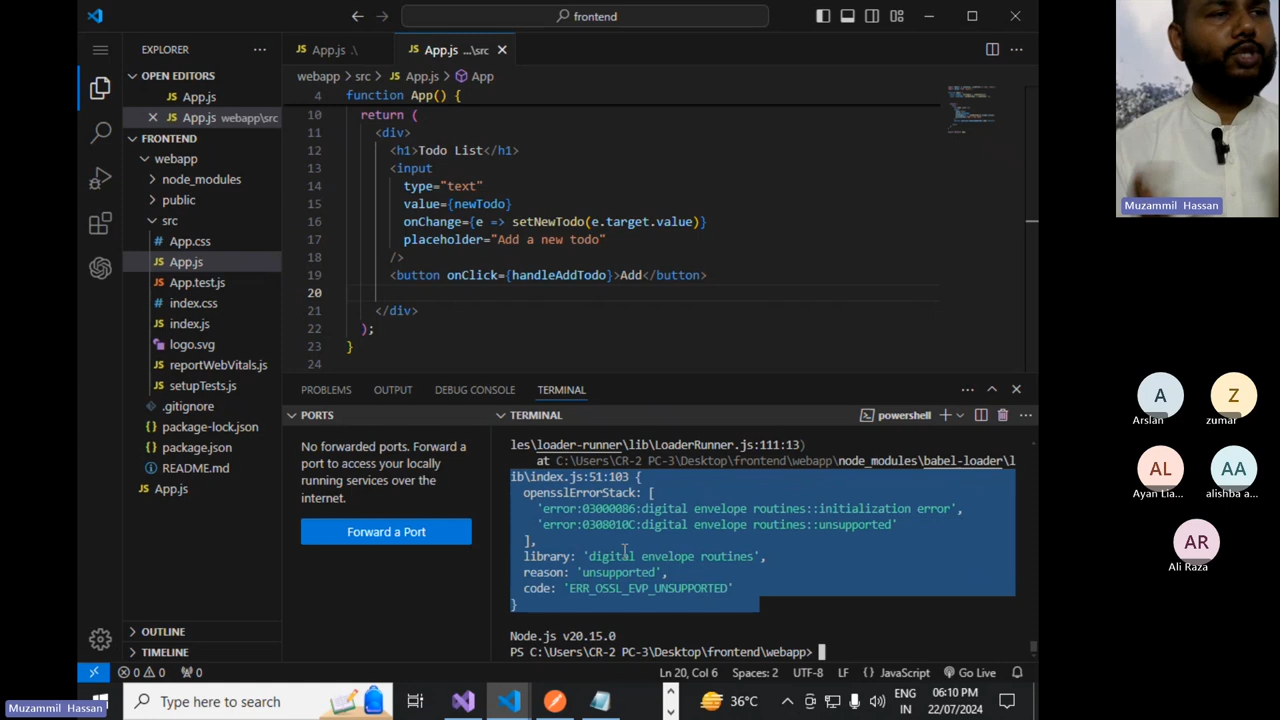 frontend
EXPLORER
OPEN EDITORS
App.js
App.js webapp\src
FRONTEND
webapp
node_modules
public
src
App.css
App.js
App.test.js
index.css
index.js
logo.svg
reportWebVitals.js
setupTests.js
.gitignore
package-lock.json
package.json
README.md
App.js
OUTLINE
TIMELINE
App.js .\
App.js ...\src
webapp > src > App.js > App
4 function App() {
10 return (
11 <div>
12 <h1>Todo List</h1>
13 <input
14 type="text"
15 value={newTodo}
16 onChange={e => setNewTodo(e.target.value)}
17 placeholder="Add a new todo"
18 />
19 <button onClick={handleAddTodo}>Add</button>
20
21 </div>
22 );
23 }
24
PROBLEMS OUTPUT DEBUG CONSOLE TERMINAL
PORTS
No forwarded ports. Forward a
port to access your locally
running services over the
internet.
Forward a Port
TERMINAL
powershell
les\loader-runner\lib\LoaderRunner.js:111:13)
at C:\Users\CR-2 PC-3\Desktop\frontend\webapp\node_modules\babel-loader\l
ib\index.js:51:103 {
opensslErrorStack: [
'error:03000086:digital envelope routines::initialization error',
'error:0308010C:digital envelope routines::unsupported'
],
library: 'digital envelope routines',
reason: 'unsupported',
code: 'ERR_OSSL_EVP_UNSUPPORTED'
}
Node.js v20.15.0
PS C:\Users\CR-2 PC-3\Desktop\frontend\webapp>
0 0 0
Ln 20, Col 6 Spaces: 2 UTF-8 LF {} JavaScript Go Live
Muzammil Hassan
Type here to search
36°C
ENG
IN
06:10 PM
22/07/2024
Muzammil Hassan
A
Arslan
Z
zumar
AL
Ayan Lia...
AA
alishba a...
AR
Ali Raza